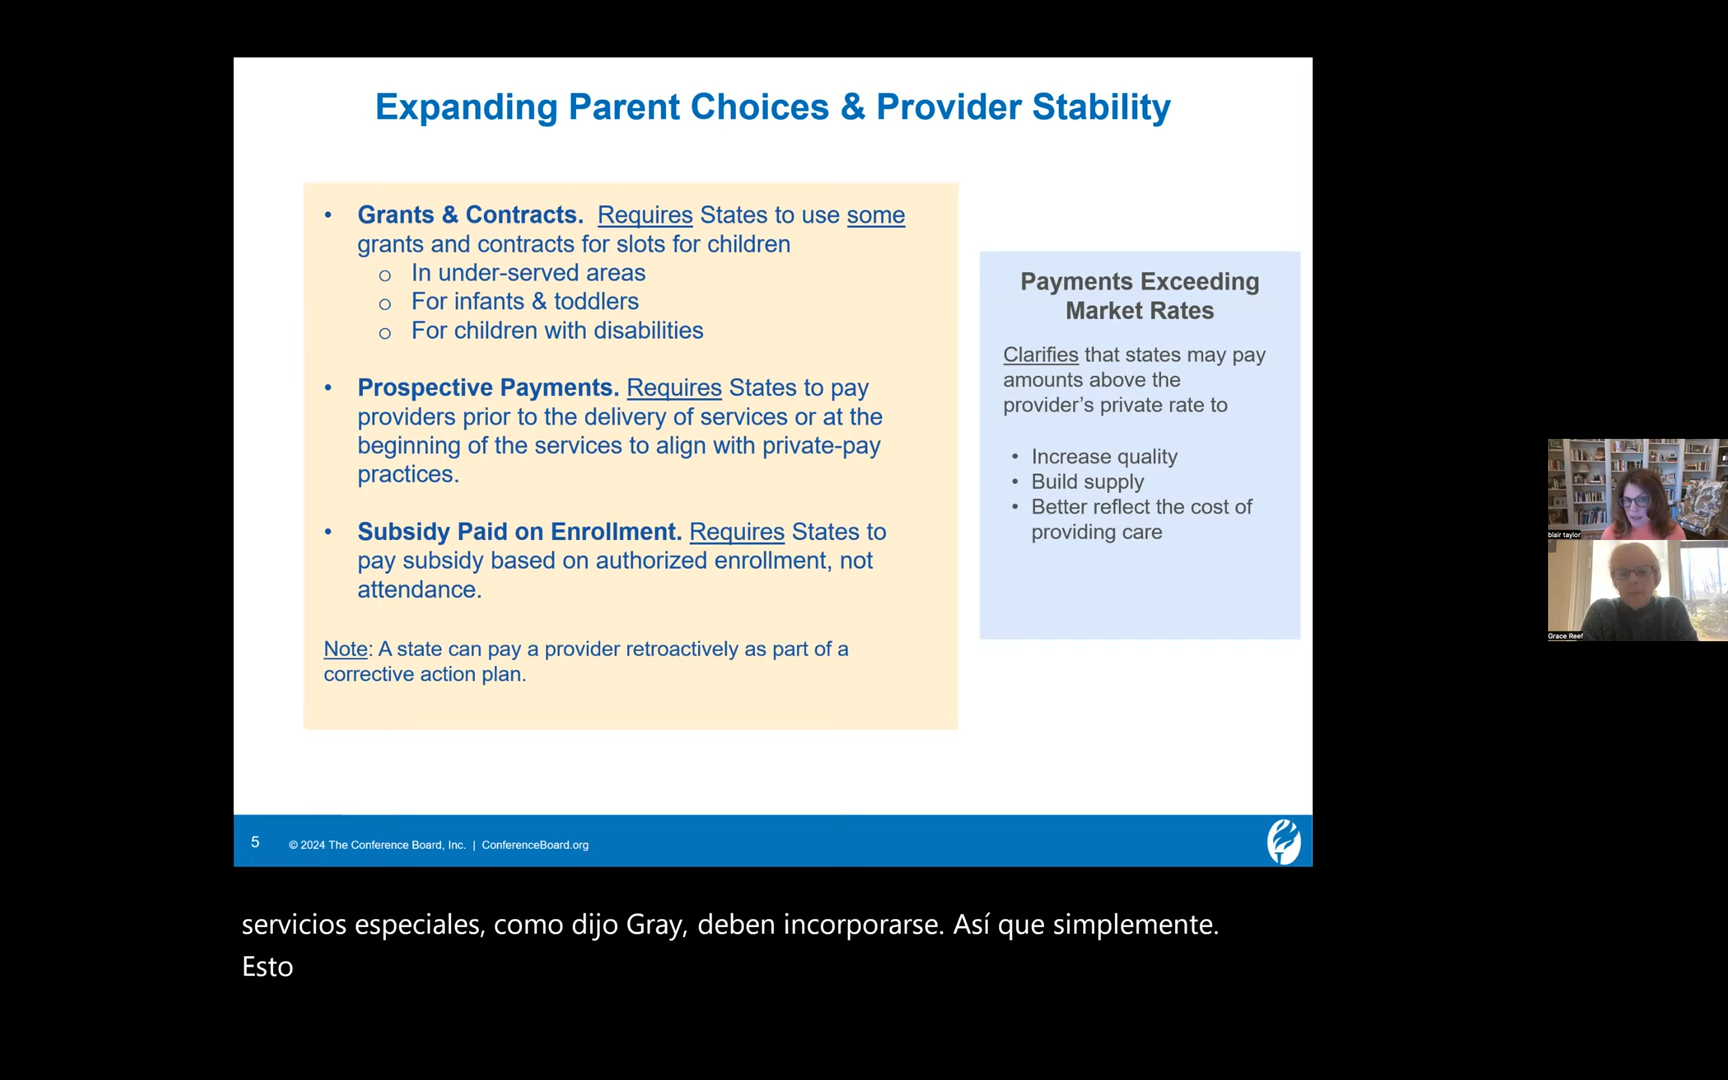 Expanding Parent Choices & Provider Stability
• Grants & Contracts. Requires States to use some
grants and contracts for slots for children
o In under-served areas
o For infants & toddlers
o For children with disabilities
• Prospective Payments. Requires States to pay
providers prior to the delivery of services or at the
beginning of the services to align with private-pay
practices.
• Subsidy Paid on Enrollment. Requires States to
pay subsidy based on authorized enrollment, not
attendance.
Note: A state can pay a provider retroactively as part of a
corrective action plan.
Payments Exceeding
Market Rates
Clarifies that states may pay
amounts above the
provider’s private rate to
• Increase quality
• Build supply
• Better reflect the cost of
providing care
5 © 2024 The Conference Board, Inc. | ConferenceBoard.org
blair taylor
Grace Reef
servicios especiales, como dijo Gray, deben incorporarse. Así que simplemente.
Esto